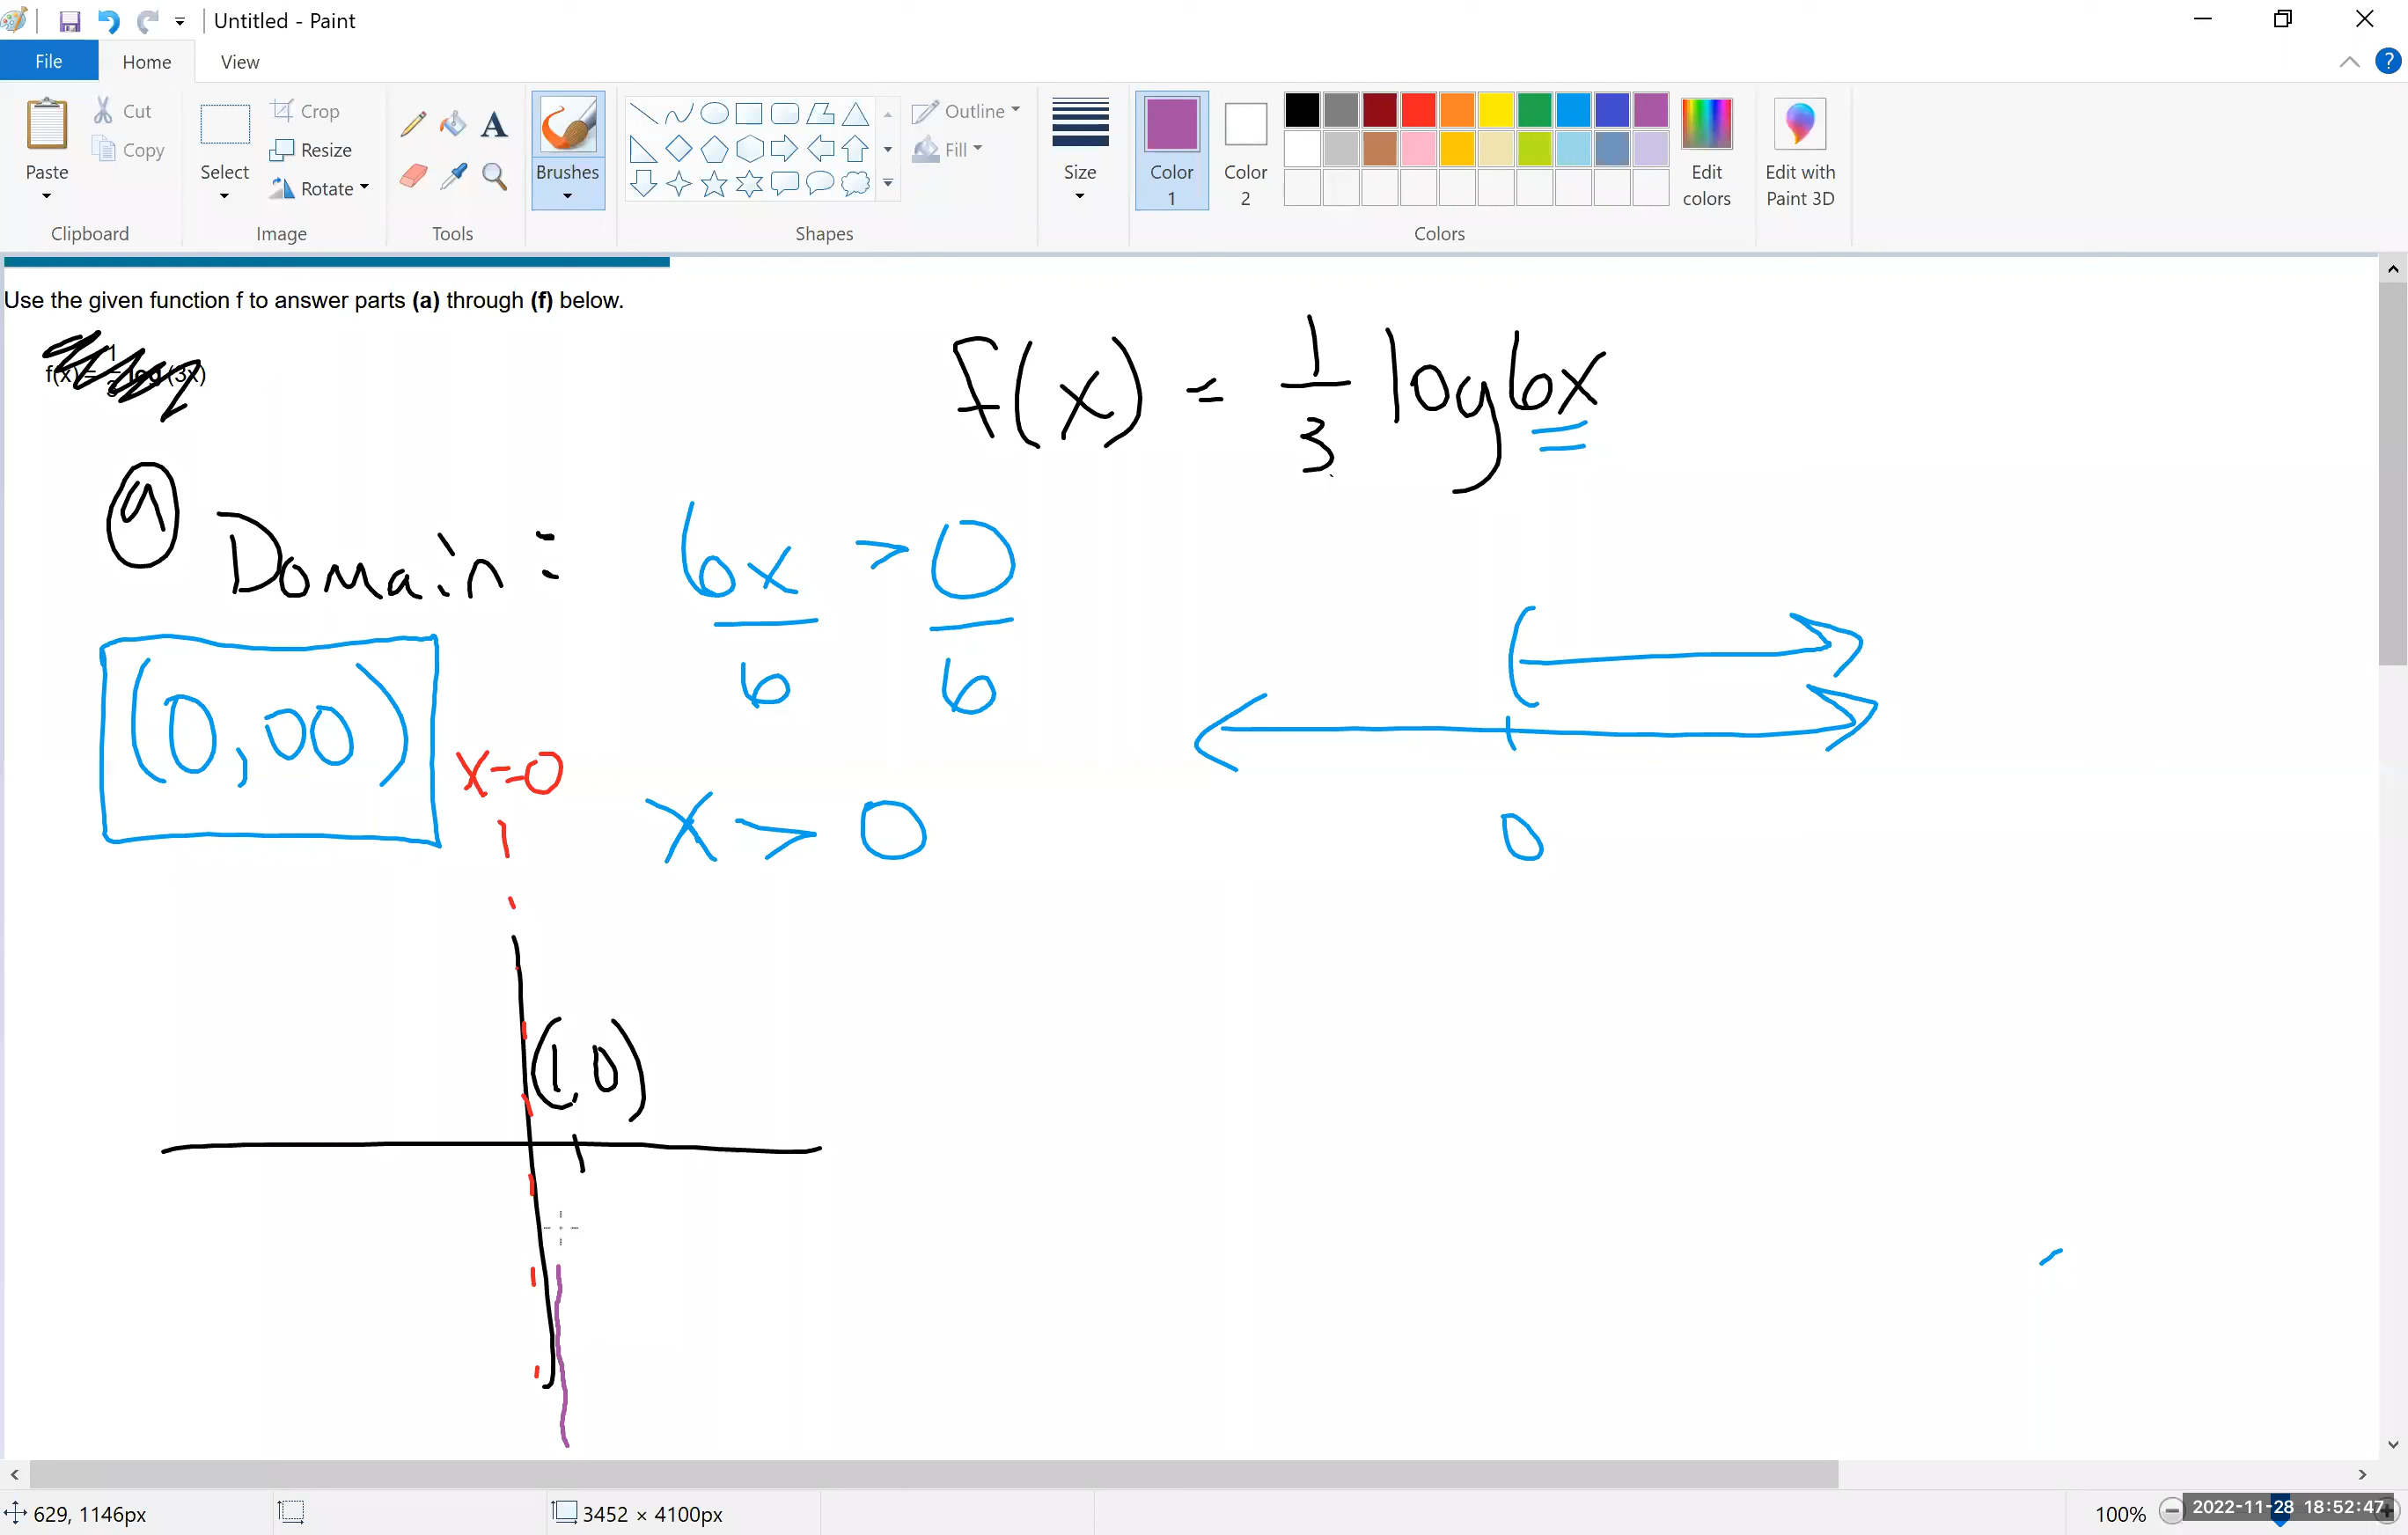 Untitled - Paint
File Home View
Paste
Cut
Copy
Clipboard
Select
Crop
Resize
Rotate
Image
A
Tools
Brushes
Shapes
Outline
Fill
Size
Color 1
Color 2
Colors
Edit colors
Edit with Paint 3D
?
Use the given function f to answer parts (a) through (f) below.
f(x) = 1/3 log 6x
a Domain: 6x > 0
6 6
(0,∞)
x=0
x > 0
0
(1,0)
629, 1146px
3452 × 4100px
100%
2022-11-28 18:52:47